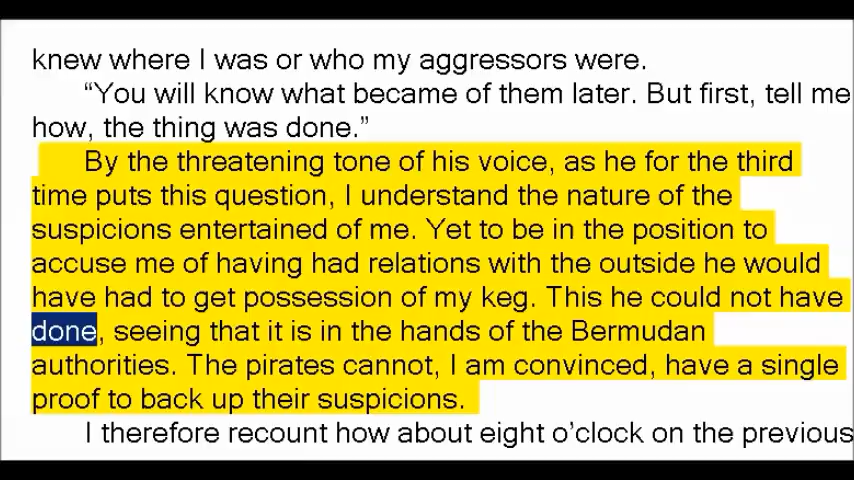 knew where I was or who my aggressors were.
“You will know what became of them later. But first, tell me
how, the thing was done.”
By the threatening tone of his voice, as he for the third
time puts this question, I understand the nature of the
suspicions entertained of me. Yet to be in the position to
accuse me of having had relations with the outside he would
have had to get possession of my keg. This he could not have
done, seeing that it is in the hands of the Bermudan
authorities. The pirates cannot, I am convinced, have a single
proof to back up their suspicions.
I therefore recount how about eight o’clock on the previous